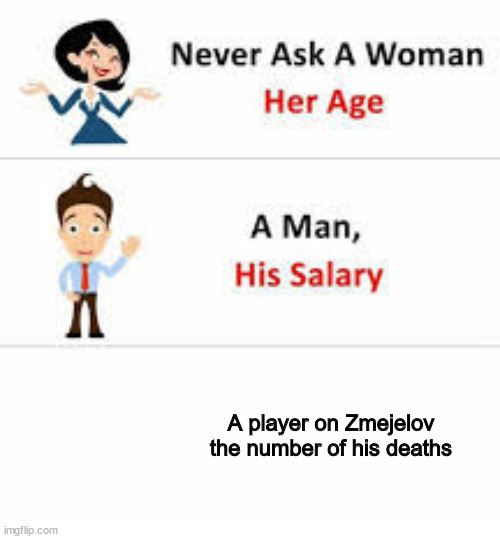 Never Ask A Woman
Her Age
A Man,
His Salary
A player on Zmejelov
the number of his deaths
imgflip.com